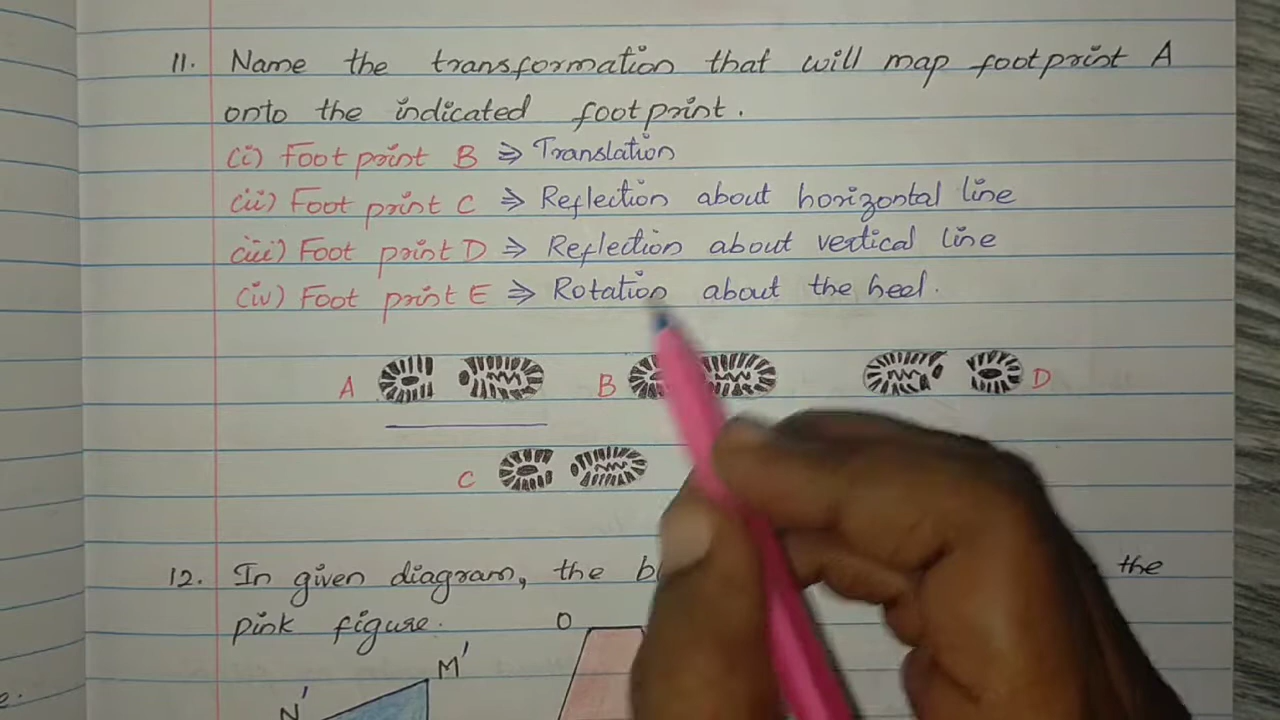 11. Name the transformation that will map footprint A
onto the indicated footprint.
(i) Foot point B ⇒ Translation
(ii) Foot print C ⇒ Reflection about horizontal line
(iii) Foot print D ⇒ Reflection about vertical line
(iv) Foot print E ⇒ Rotation about the heel.
A B D
C
12. In given diagram, the the
pink figure.
O
M'
N'